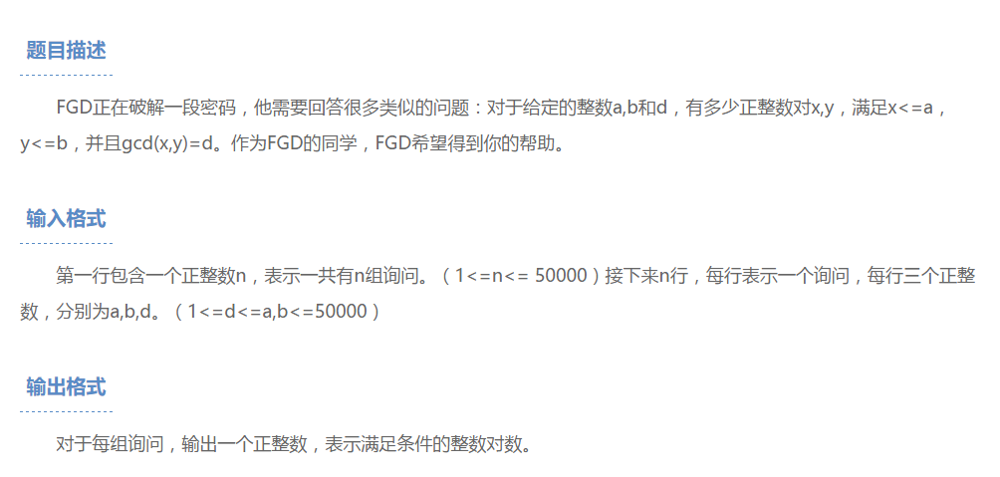 题目描述
FGD正在破解一段密码，他需要回答很多类似的问题：对于给定的整数a,b和d，有多少正整数对x,y，满足x<=a，
y<=b，并且gcd(x,y)=d。作为FGD的同学，FGD希望得到你的帮助。
输入格式
第一行包含一个正整数n，表示一共有n组询问。（1<=n<= 50000）接下来n行，每行表示一个询问，每行三个正整
数，分别为a,b,d。（1<=d<=a,b<=50000）
输出格式
对于每组询问，输出一个正整数，表示满足条件的整数对数。